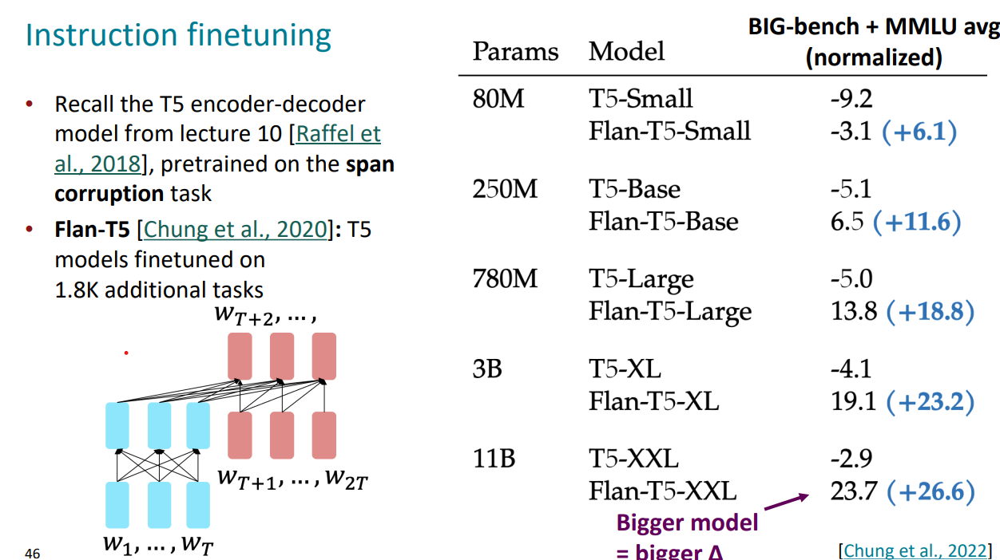 Instruction finetuning
• Recall the T5 encoder-decoder
model from lecture 10 [Raffel et
al., 2018], pretrained on the span
corruption task
• Flan-T5 [Chung et al., 2020]: T5
models finetuned on
1.8K additional tasks
w_{T+2}, … ,
w_{T+1}, … , w_{2T}
w_1, … , w_T
46
BIG-bench + MMLU avg
(normalized)
Params Model
80M T5-Small -9.2
Flan-T5-Small -3.1 (+6.1)
250M T5-Base -5.1
Flan-T5-Base 6.5 (+11.6)
780M T5-Large -5.0
Flan-T5-Large 13.8 (+18.8)
3B T5-XL -4.1
Flan-T5-XL 19.1 (+23.2)
11B T5-XXL -2.9
Flan-T5-XXL 23.7 (+26.6)
Bigger model
= bigger Δ
[Chung et al., 2022]